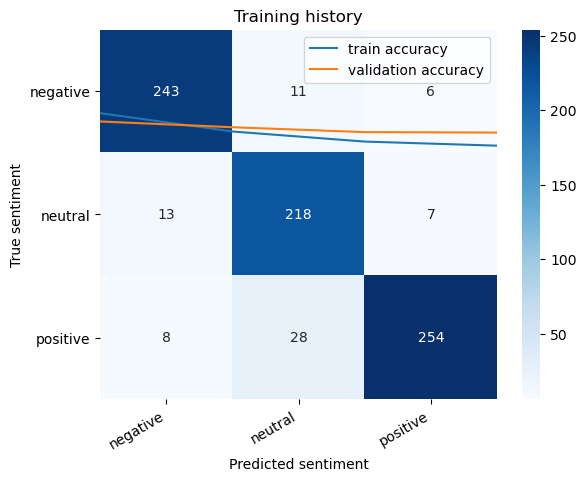 Training history
train accuracy
validation accuracy
negative 243 11 6
neutral 13 218 7
positive 8 28 254
negative neutral positive
Predicted sentiment
True sentiment
250
200
150
100
50